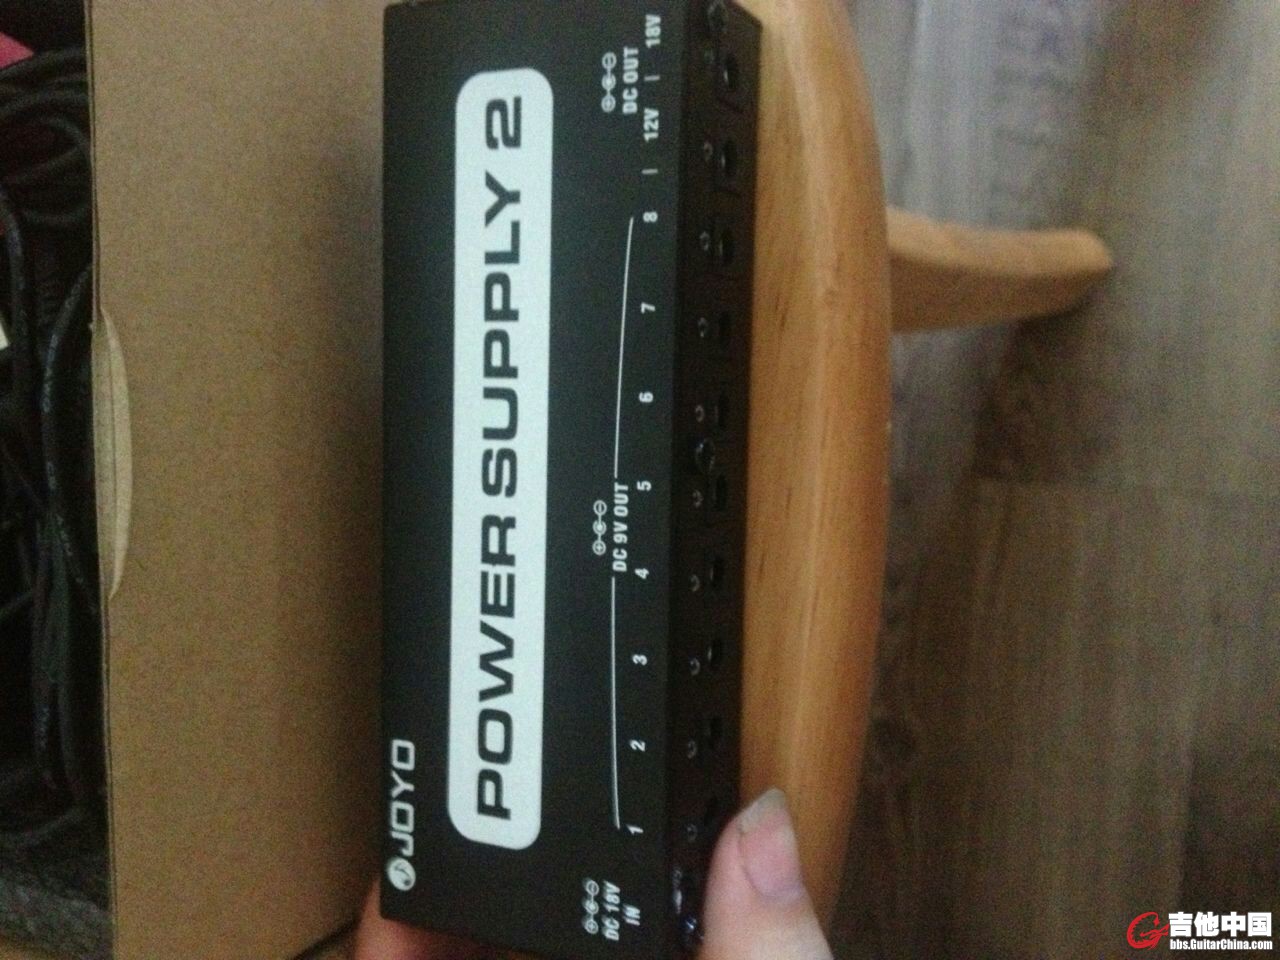 JOYO
POWER SUPPLY 2
DC 18V
IN
DC 9V OUT
1 2 3 4 5 6 7 8
DC OUT
12V 18V
吉他中国
bbs.GuitarChina.com